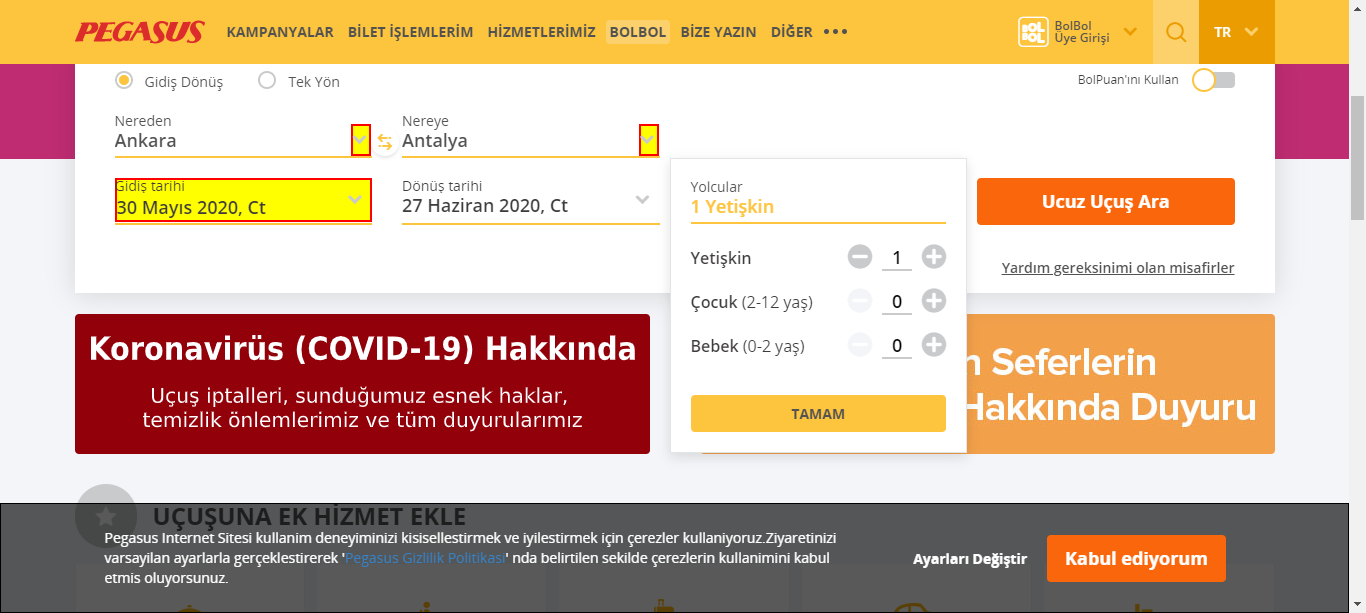 PEGASUS KAMPANYALAR BİLET İŞLEMLERİM HİZMETLERİMİZ BOLBOL BİZE YAZIN DİĞER
BOL BOL
BolBol
Üye Girişi
TR
Gidiş Dönüş Tek Yön BolPuan'ını Kullan
Nereden Nereye
Ankara Antalya
Gidiş tarihi Dönüş tarihi Yolcular
30 Mayıs 2020, Ct 27 Haziran 2020, Ct 1 Yetişkin
Ucuz Uçuş Ara
Yetişkin 1
Yardım gereksinimi olan misafirler
Çocuk (2-12 yaş) 0
Bebek (0-2 yaş) 0
TAMAM
Koronavirüs (COVID-19) Hakkında
Uçuş iptalleri, sunduğumuz esnek haklar,
temizlik önlemlerimiz ve tüm duyurularımız
n Seferlerin
Hakkında Duyuru
UÇUŞUNA EK HİZMET EKLE
Pegasus Internet Sitesi kullanim deneyiminizi kisisellestirmek ve iyilestirmek için çerezler kullaniyoruz.Ziyaretinizi
varsayilan ayarlarla gerçeklestirerek 'Pegasus Gizlilik Politikasi' nda belirtilen sekilde çerezlerin kullanimini kabul
etmis oluyorsunuz.
Ayarları Değiştir
Kabul ediyorum